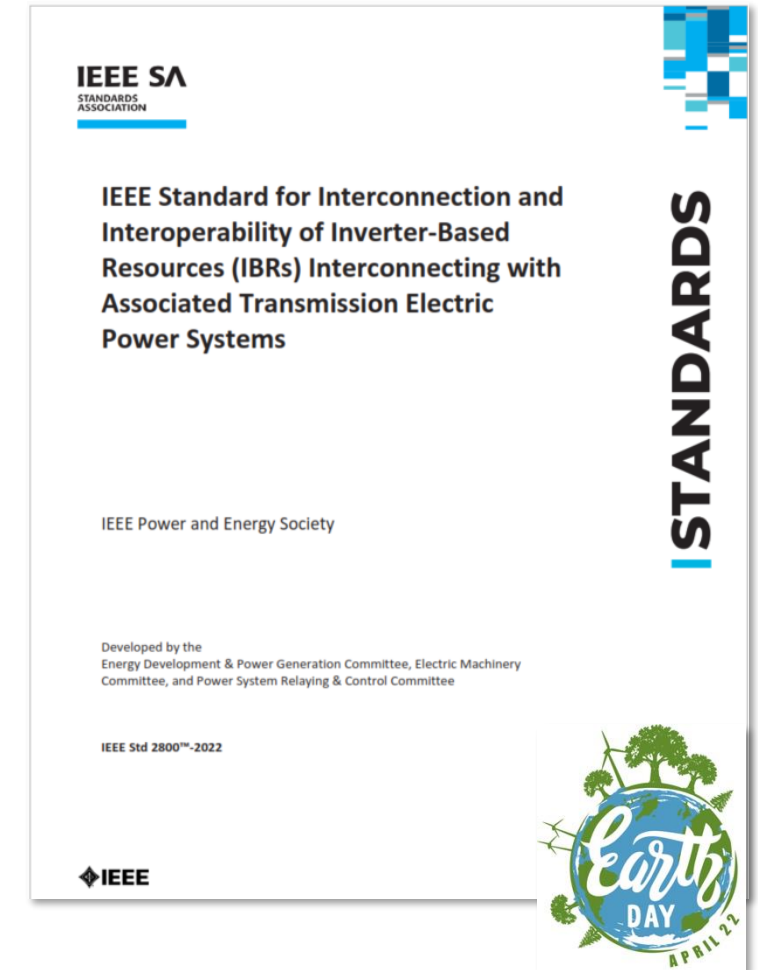 IEEE SA
STANDARDS
ASSOCIATION
IEEE Standard for Interconnection and
Interoperability of Inverter-Based
Resources (IBRs) Interconnecting with
Associated Transmission Electric
Power Systems
STANDARDS
IEEE Power and Energy Society
Developed by the
Energy Development & Power Generation Committee, Electric Machinery
Committee, and Power System Relaying & Control Committee
IEEE Std 2800™-2022
IEEE
Earth
DAY
APRIL 22